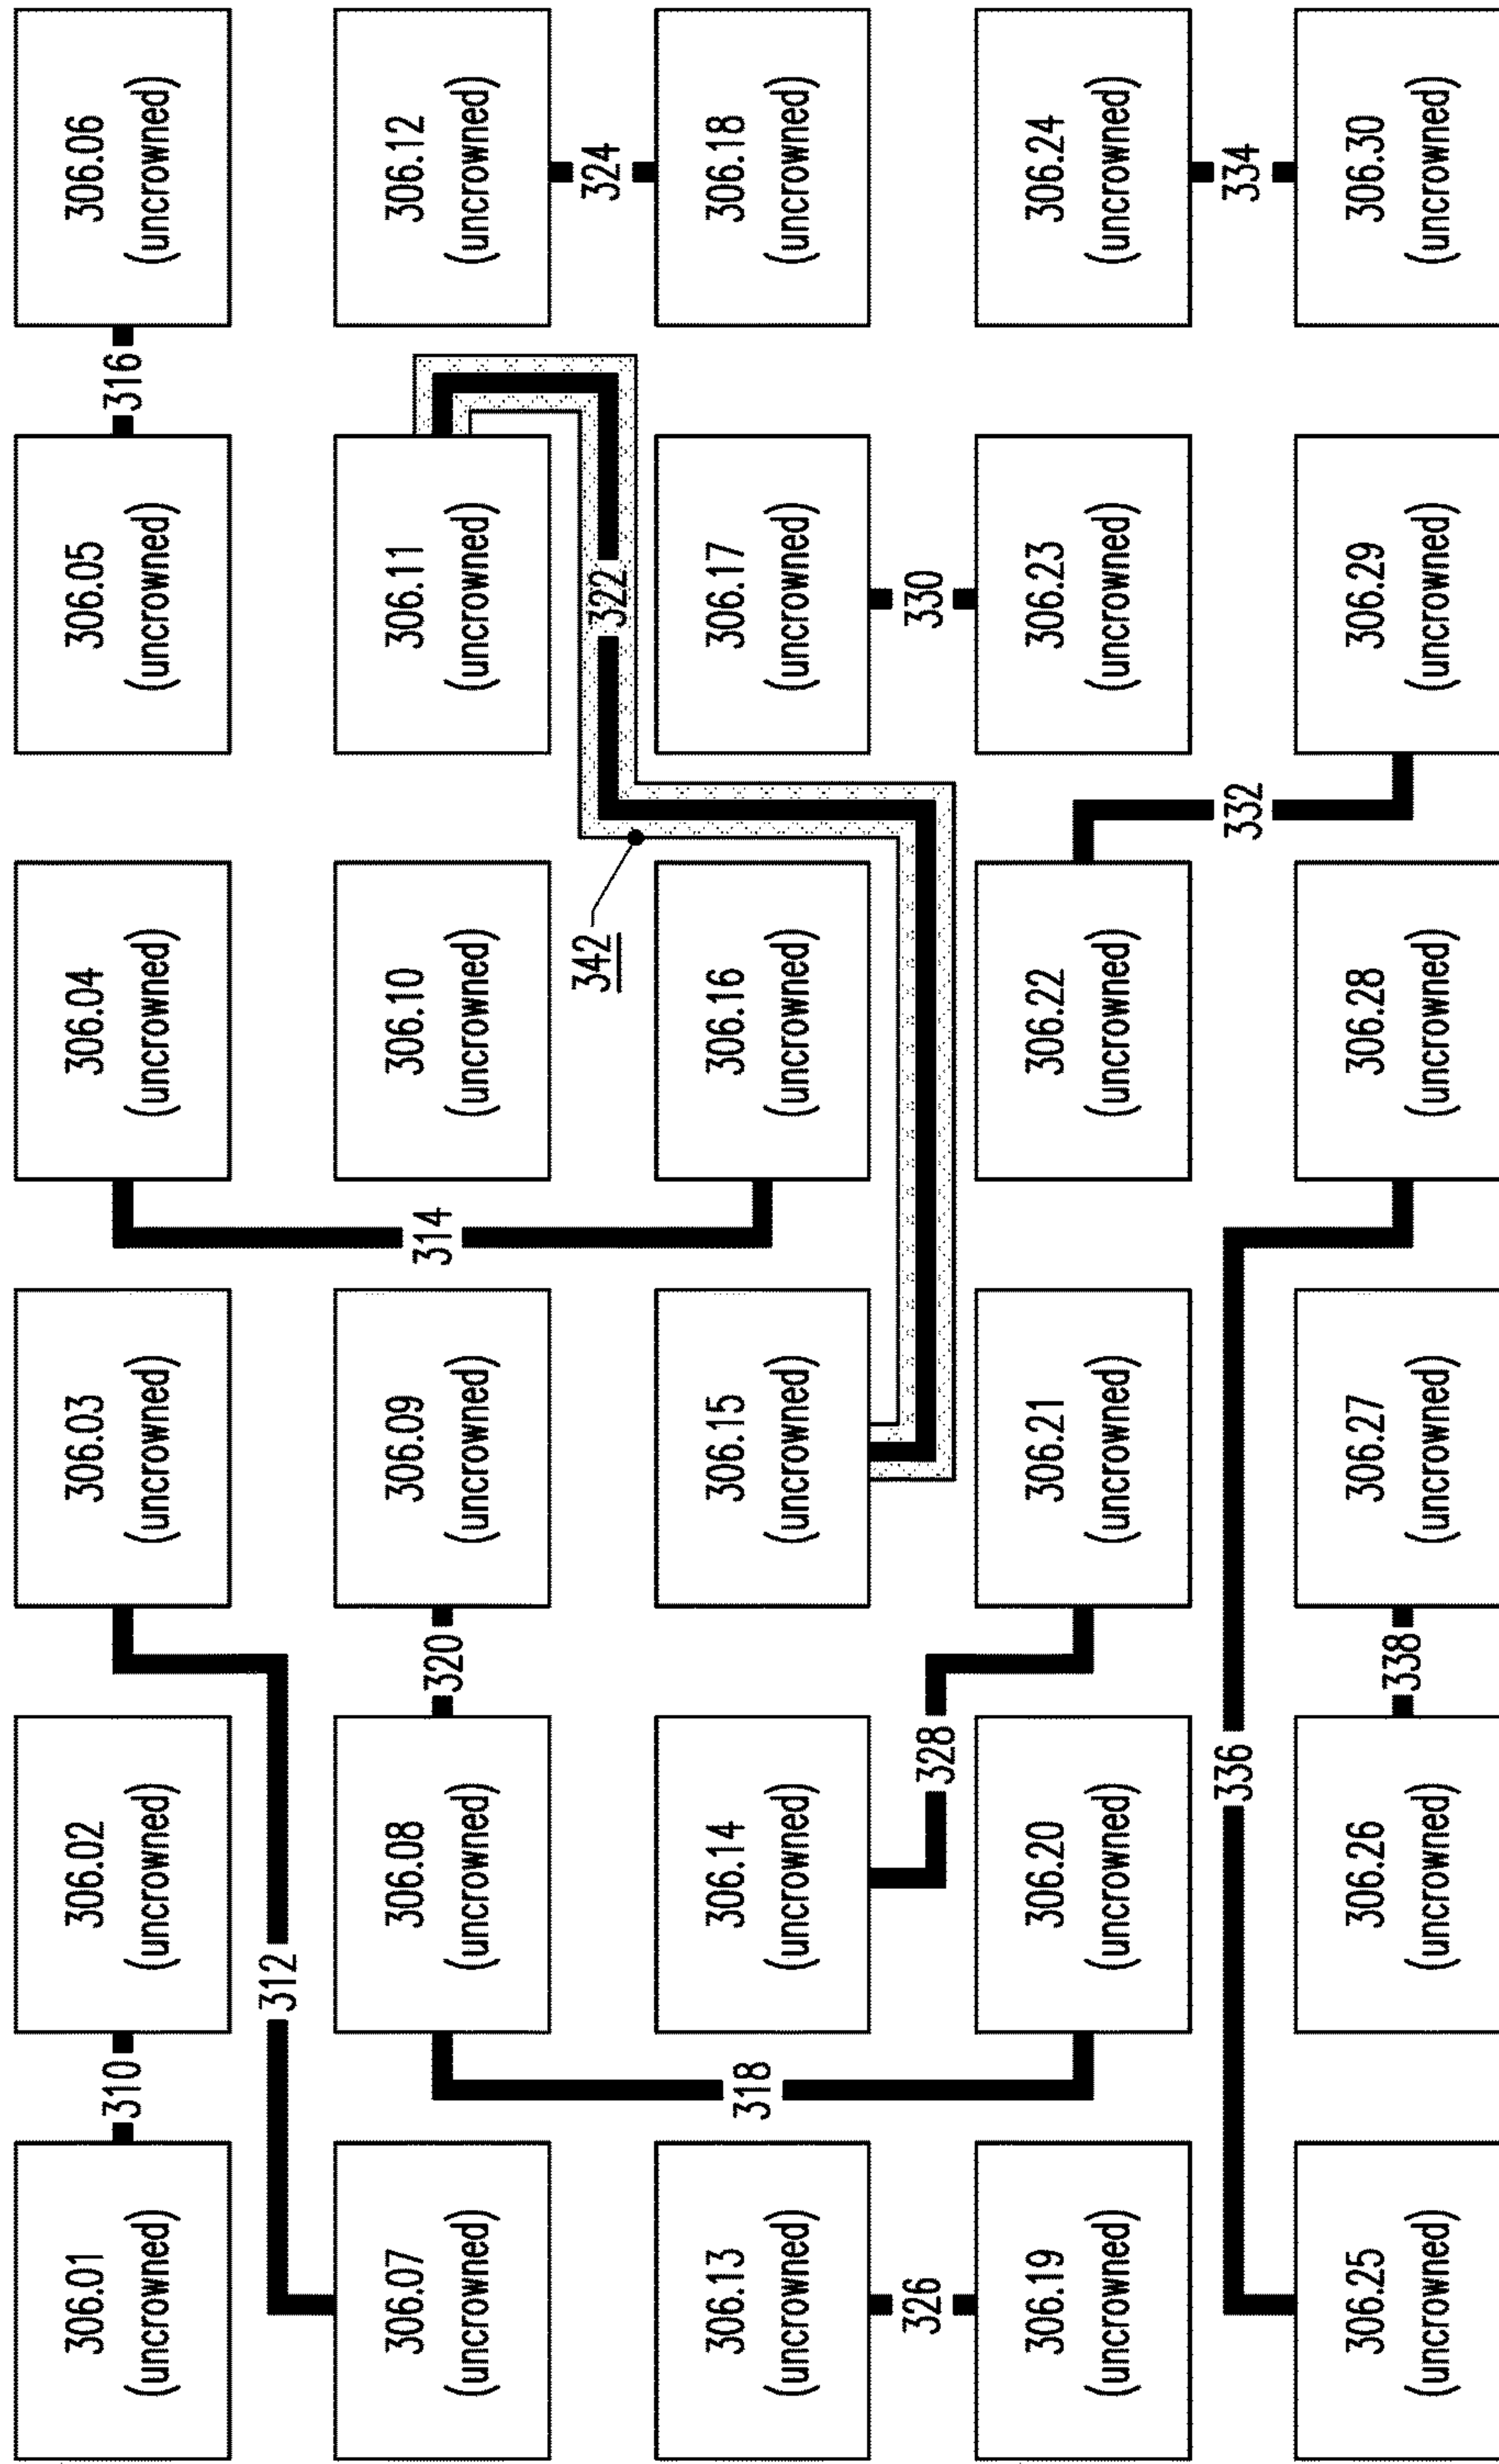 306.01
(uncrowned)
310
306.02
(uncrowned)
306.03
(uncrowned)
306.04
(uncrowned)
306.05
(uncrowned)
316
306.06
(uncrowned)
312
306.07
(uncrowned)
306.08
(uncrowned)
320
306.09
(uncrowned)
314
306.10
(uncrowned)
306.11
(uncrowned)
306.12
(uncrowned)
342
322
324
306.13
(uncrowned)
318
306.14
(uncrowned)
306.15
(uncrowned)
306.16
(uncrowned)
306.17
(uncrowned)
306.18
(uncrowned)
326
328
330
306.19
(uncrowned)
306.20
(uncrowned)
306.21
(uncrowned)
306.22
(uncrowned)
306.23
(uncrowned)
306.24
(uncrowned)
336
332
334
306.25
(uncrowned)
306.26
(uncrowned)
338
306.27
(uncrowned)
306.28
(uncrowned)
306.29
(uncrowned)
306.30
(uncrowned)